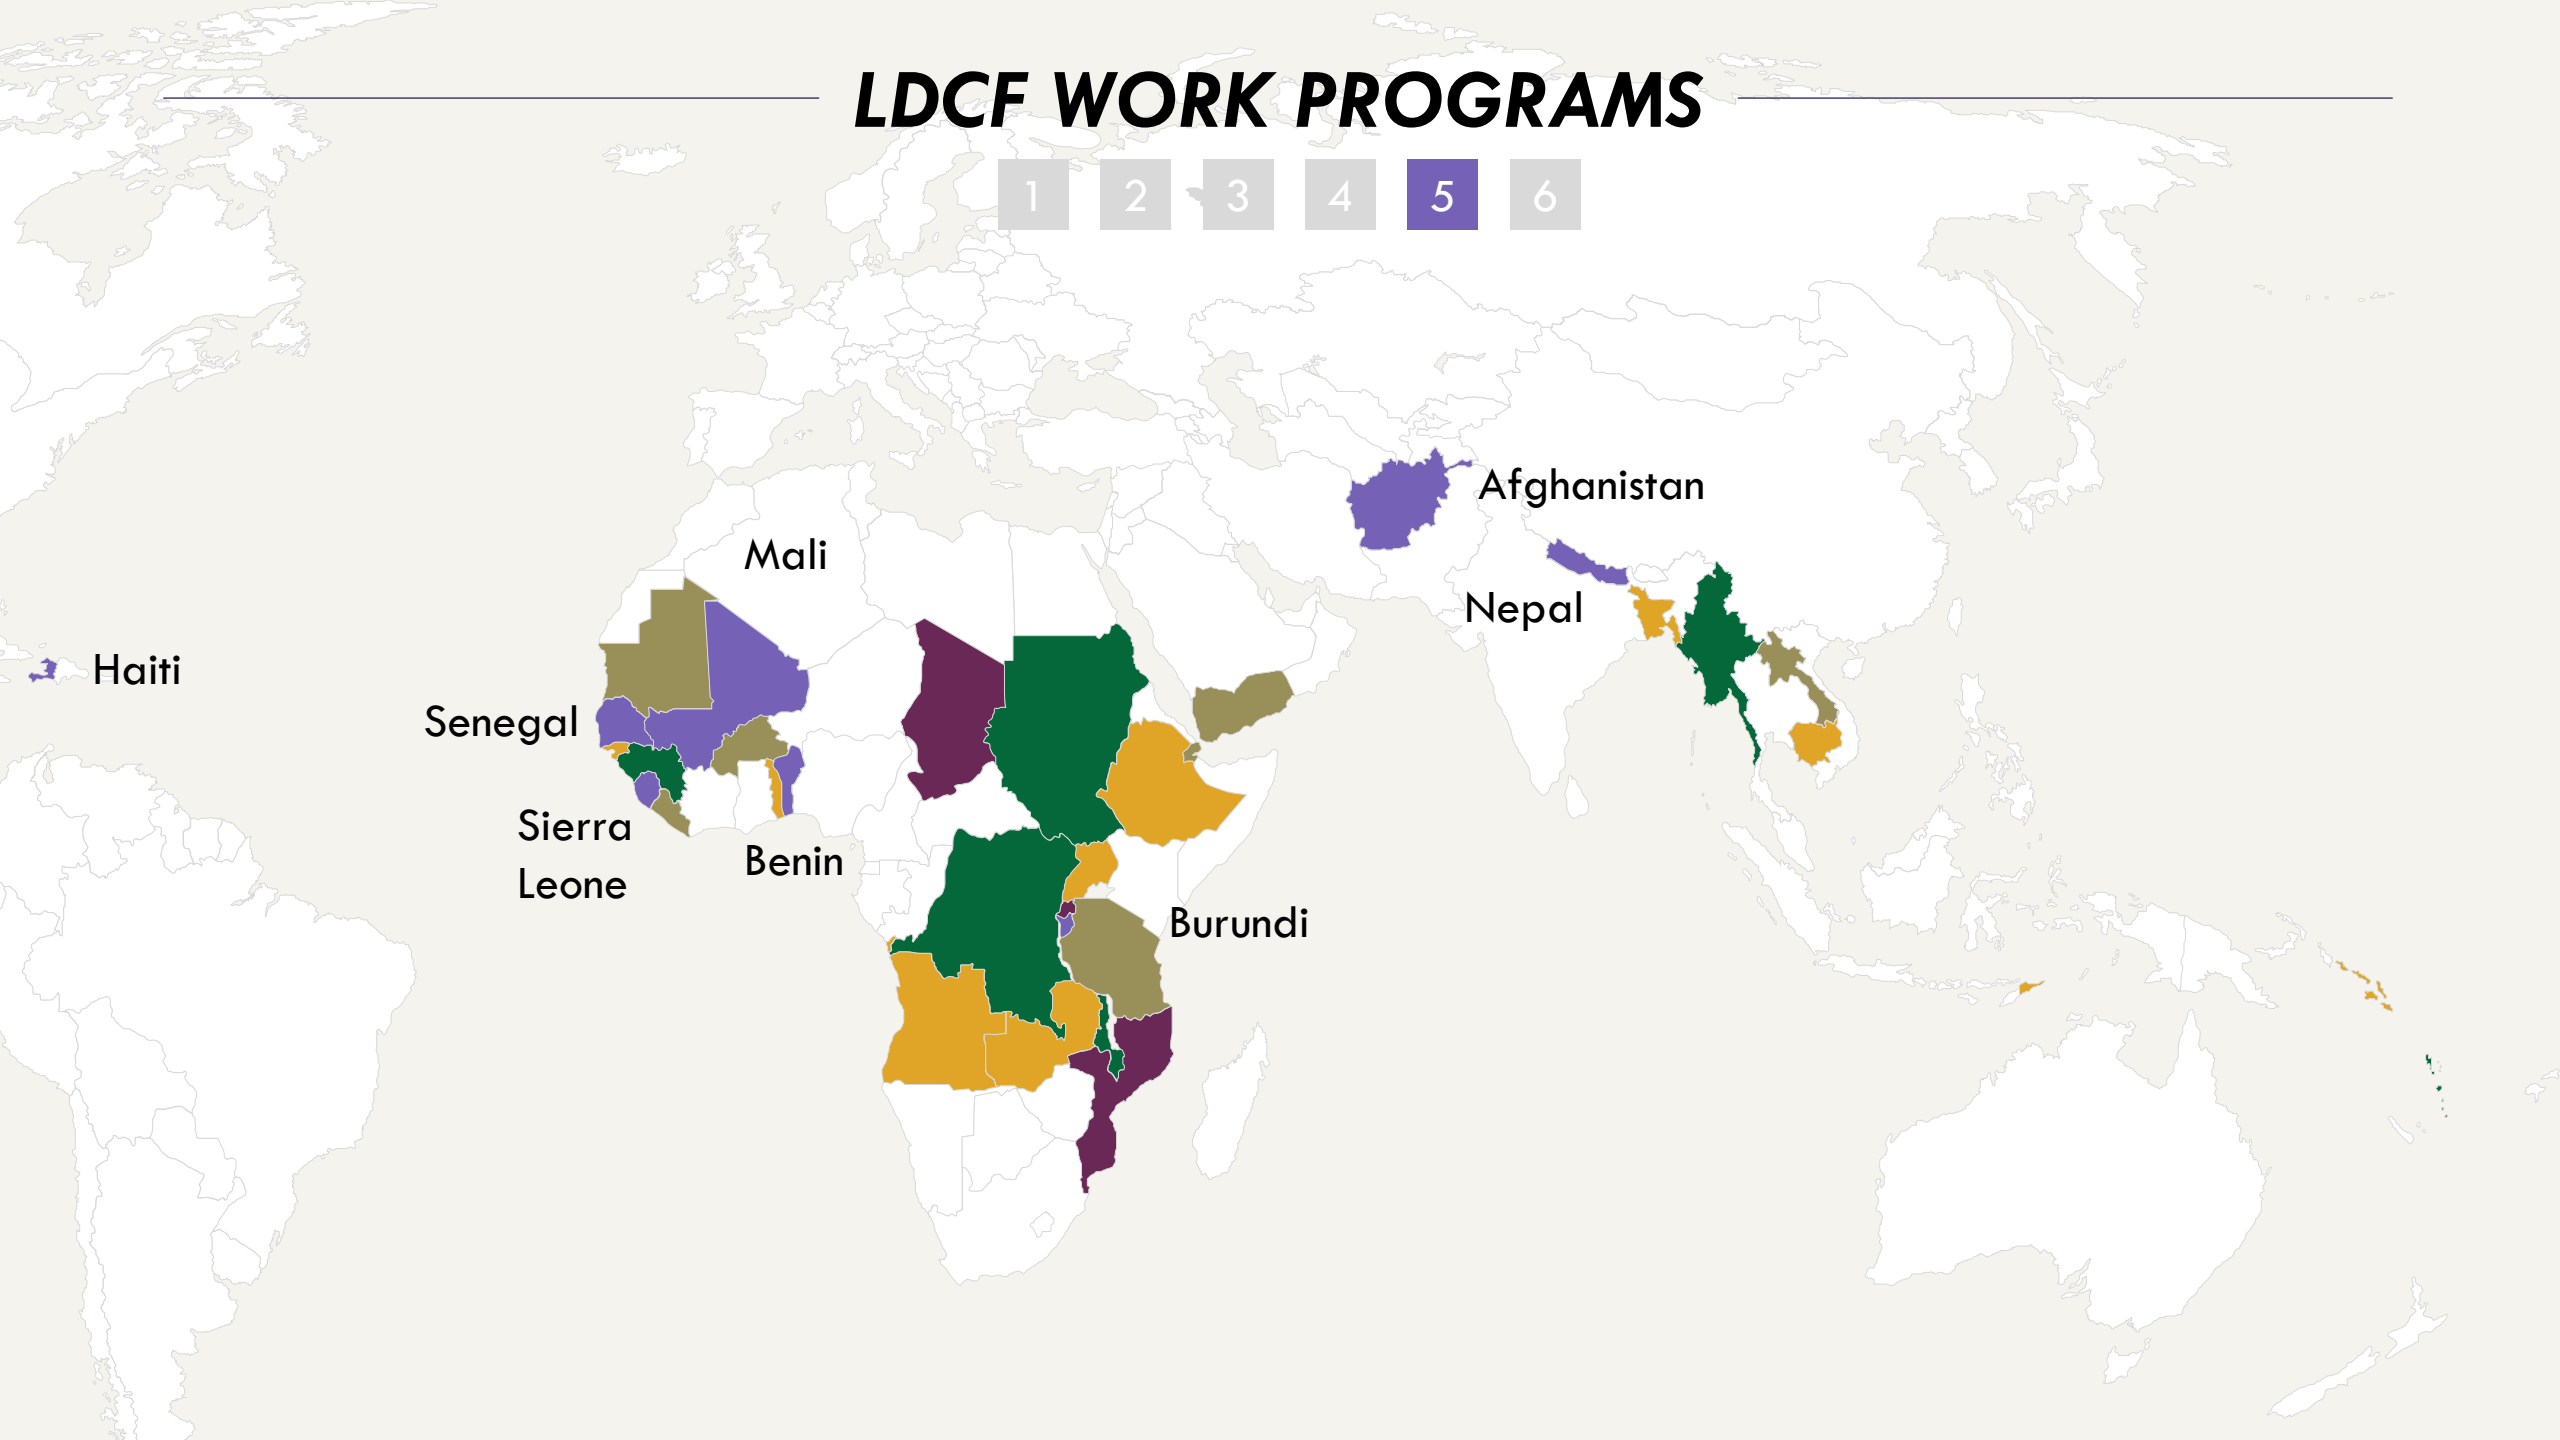 LDCF WORK PROGRAMS
1 2 3 4 5 6
Afghanistan
Mali
Nepal
Haiti
Senegal
Sierra
Leone
Benin
Burundi